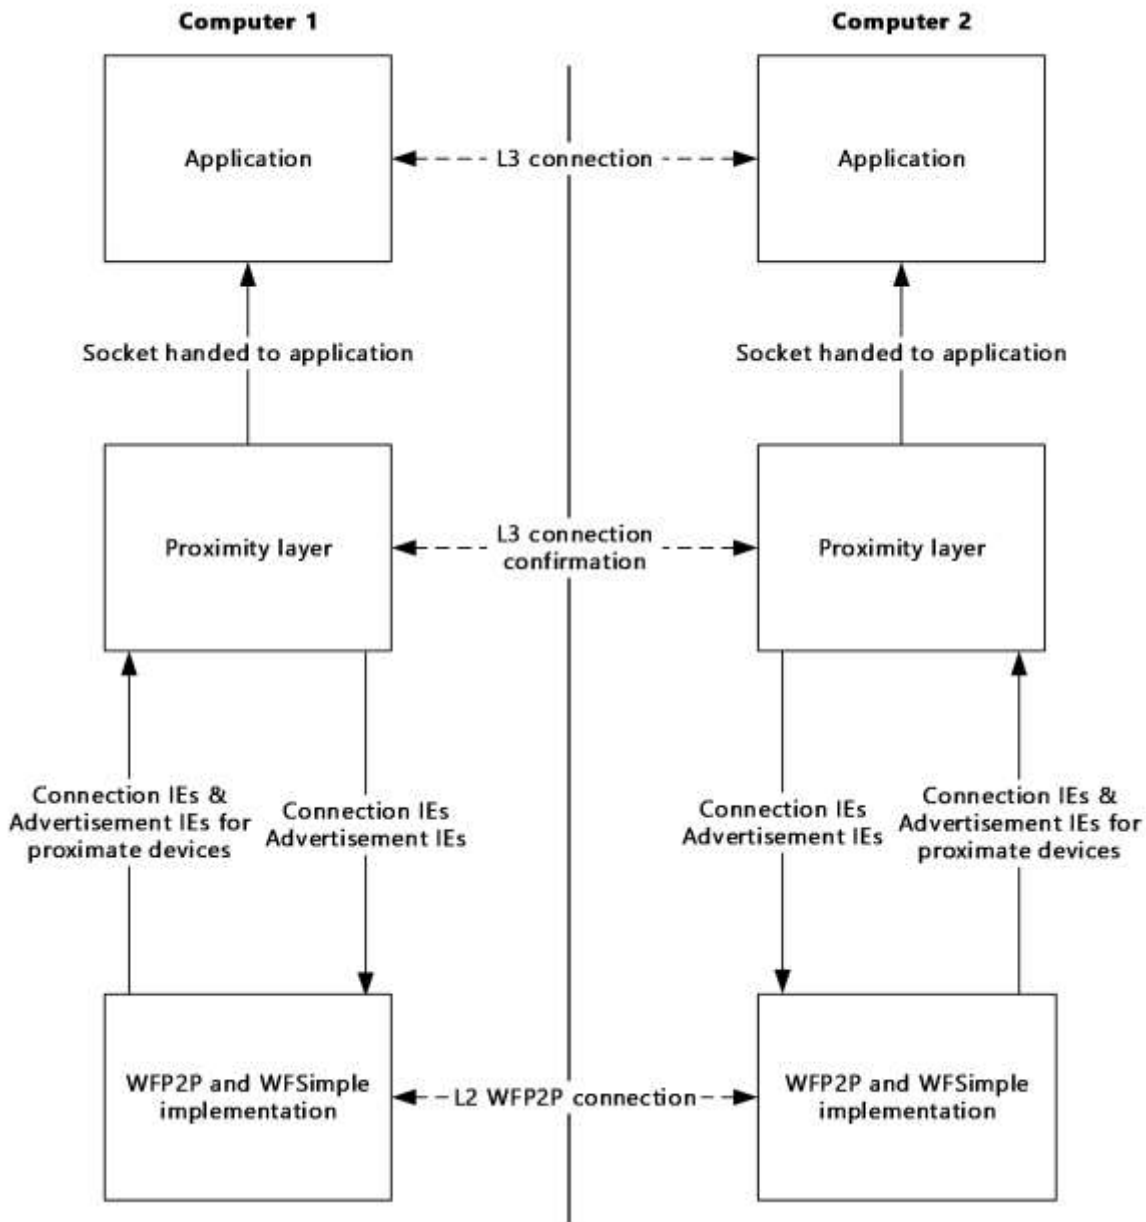 Computer 1
Computer 2
Application
L3 connection
Application
Socket handed to application
Socket handed to application
Proximity layer
L3 connection
confirmation
Proximity layer
Connection IEs &
Advertisement IEs for
proximate devices
Connection IEs
Advertisement IEs
Connection IEs
Advertisement IEs
Connection IEs &
Advertisement IEs for
proximate devices
WFP2P and WFSimple
implementation
L2 WFP2P connection
WFP2P and WFSimple
implementation